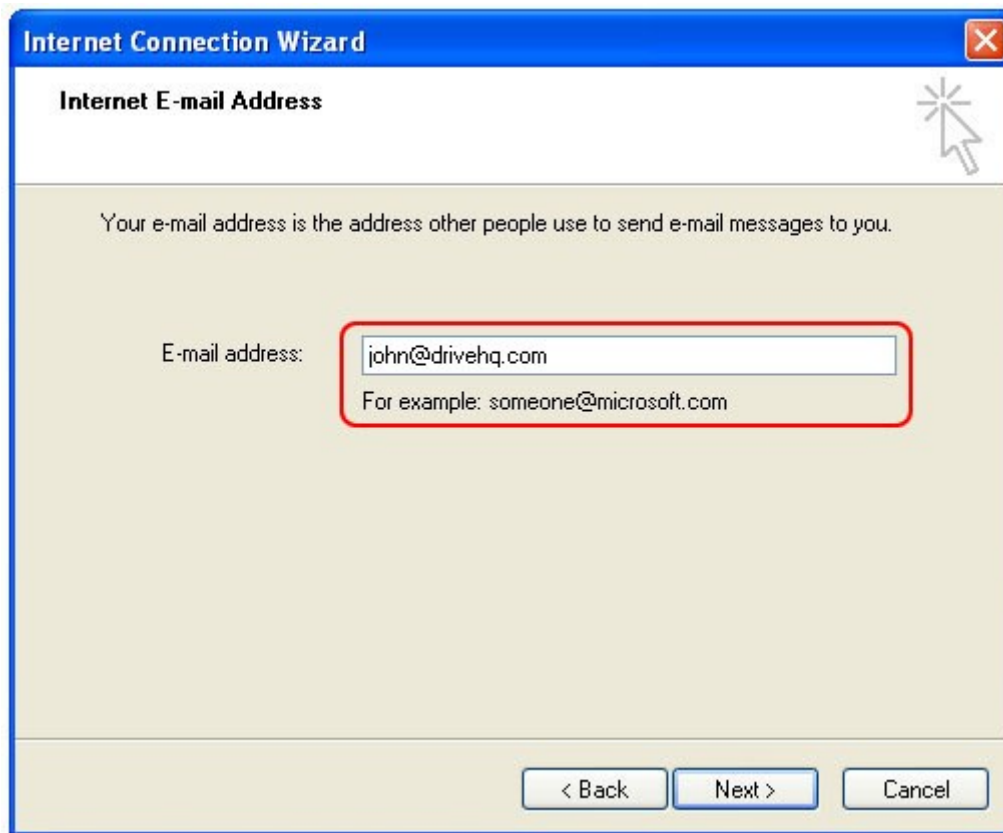 Internet Connection Wizard
Internet E-mail Address
Your e-mail address is the address other people use to send e-mail messages to you.
E-mail address: john@drivehq.com
For example: someone@microsoft.com
< Back Next > Cancel